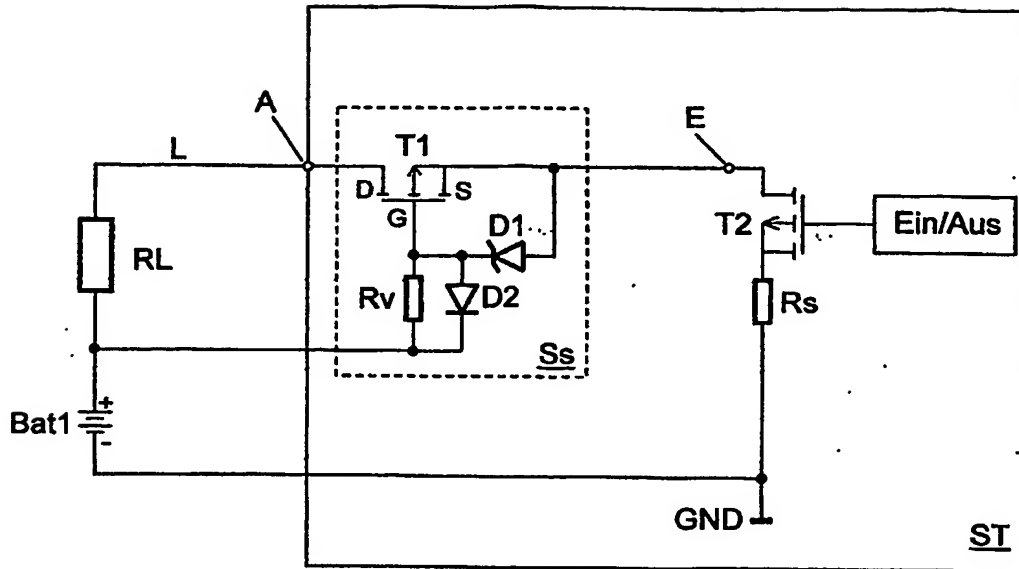 A
L
T1
E
D
S
G
D1
T2
Ein/Aus
RL
Rv
D2
Rs
Ss
Bat1
+
-
GND
ST